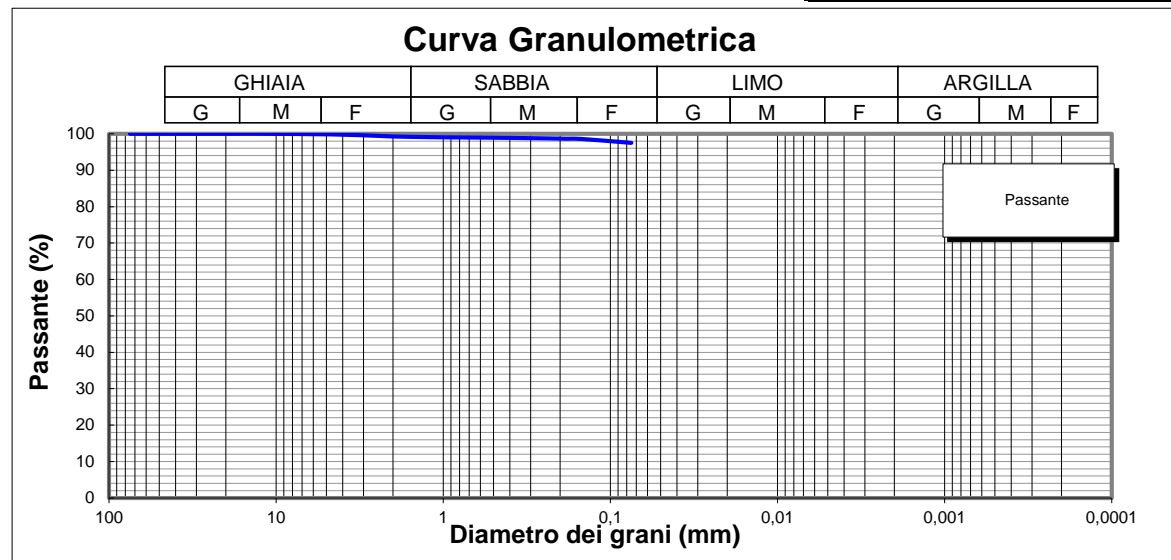 Curva Granulometrica
GHIAIA SABBIA LIMO ARGILLA
G M F G M F G M F G M F
100
90
80
70
60
50
40
30
20
10
0
Passante (%)
Passante
100 10 1 0,1 0,01 0,001 0,0001
Diametro dei grani (mm)